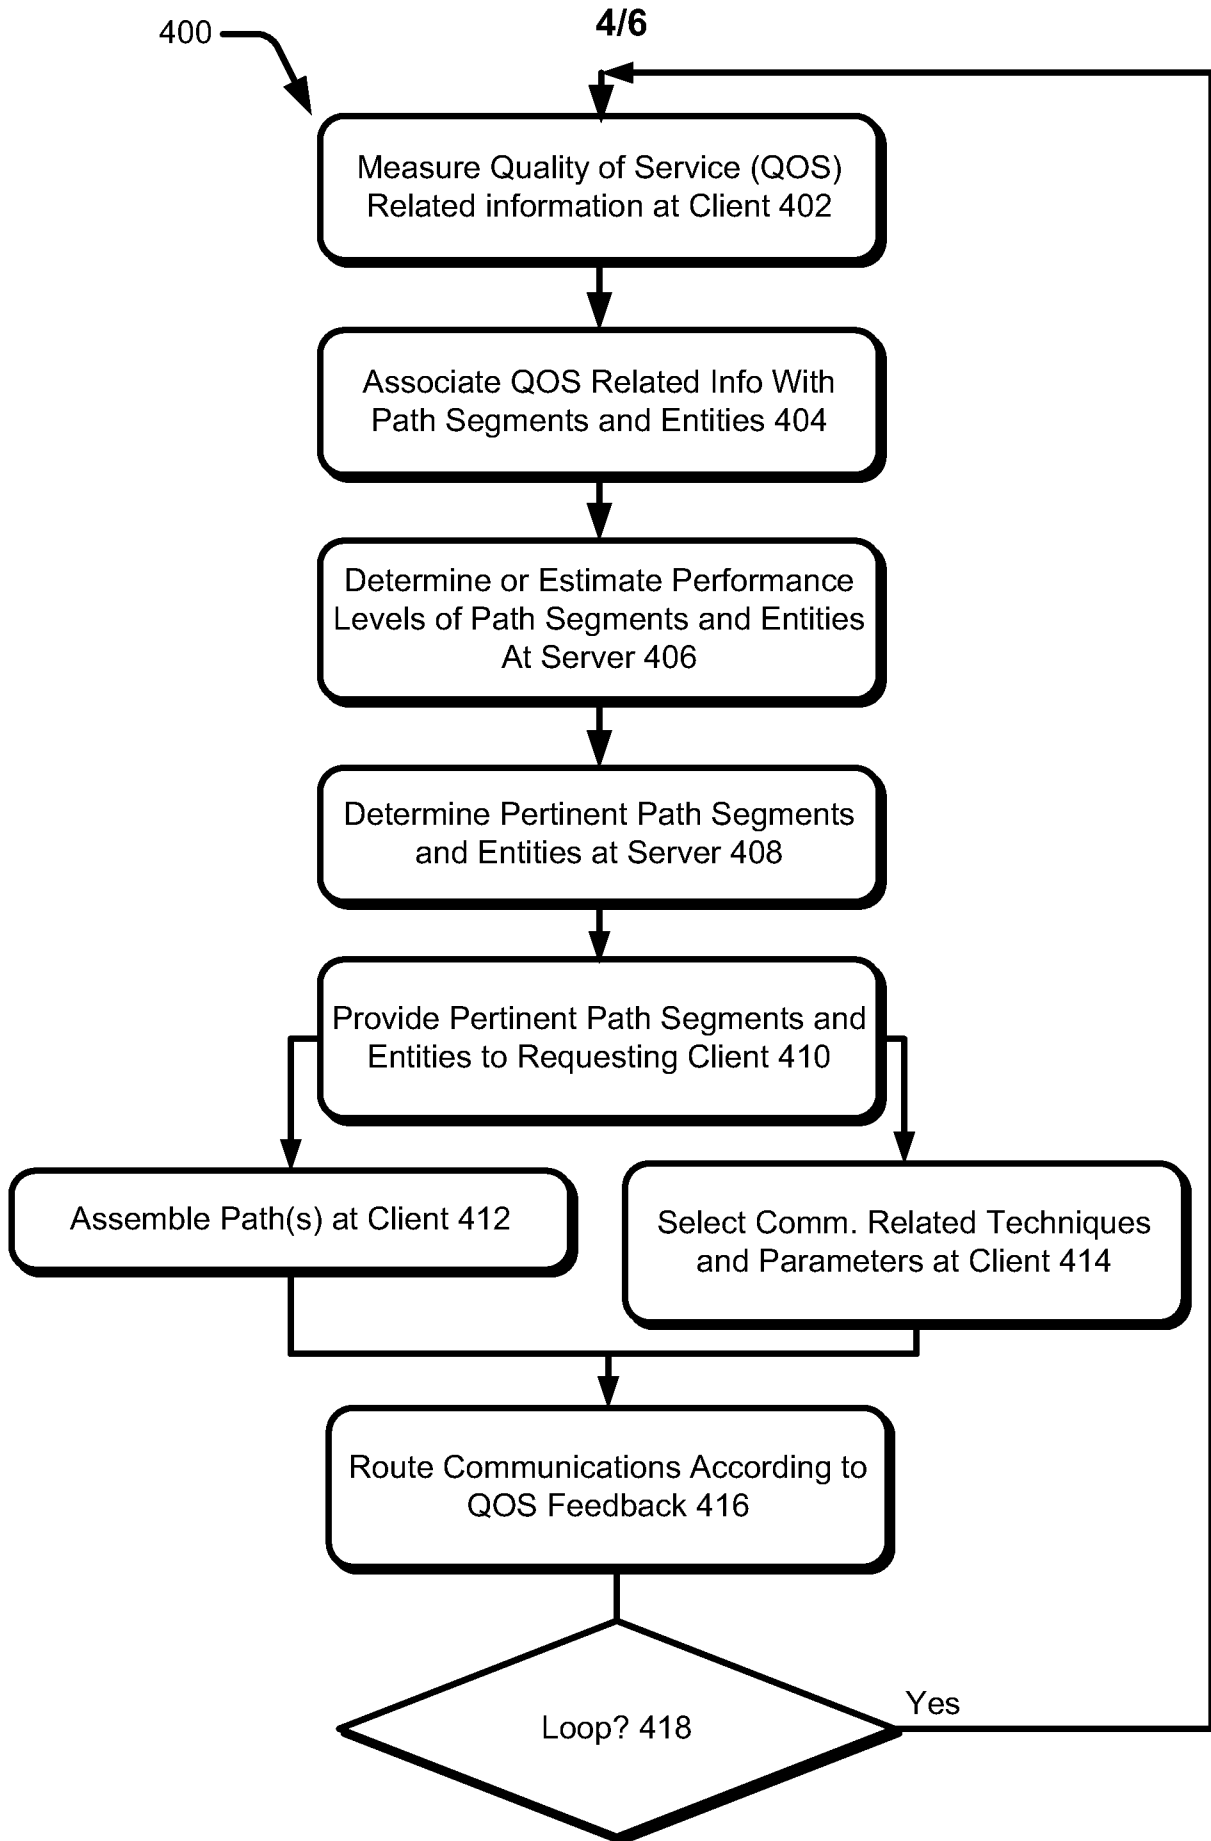 400
4/6
Measure Quality of Service (QOS)
Related information at Client 402
Associate QOS Related Info With
Path Segments and Entities 404
Determine or Estimate Performance
Levels of Path Segments and Entities
At Server 406
Determine Pertinent Path Segments
and Entities at Server 408
Provide Pertinent Path Segments and
Entities to Requesting Client 410
Assemble Path(s) at Client 412
Select Comm. Related Techniques
and Parameters at Client 414
Route Communications According to
QOS Feedback 416
Loop? 418
Yes